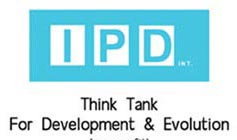 IPD INT.
Think Tank
For Development & Evolution